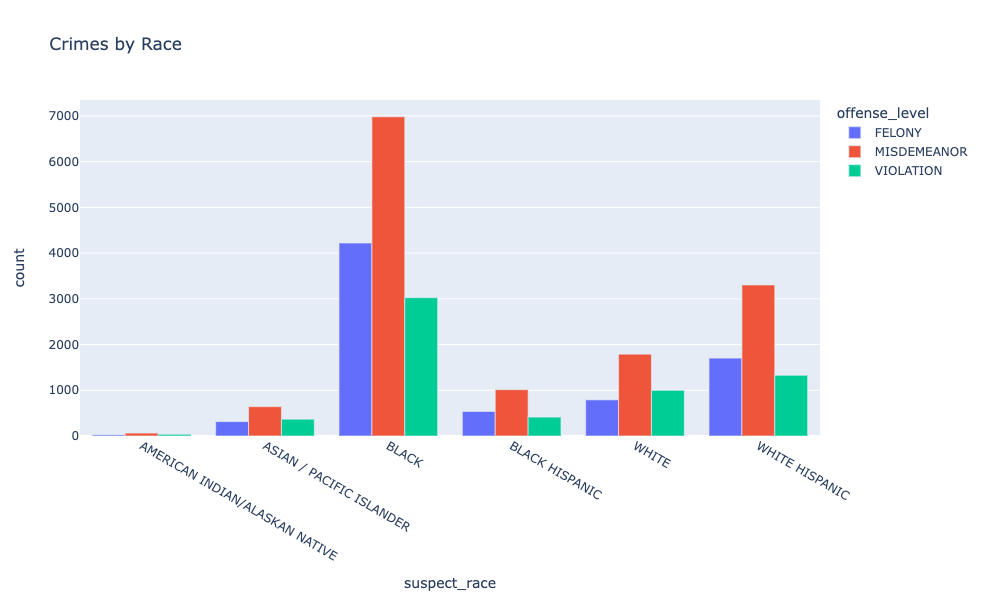 Crimes by Race
offense_level
FELONY
MISDEMEANOR
VIOLATION
count
7000
6000
5000
4000
3000
2000
1000
0
AMERICAN INDIAN/ALASKAN NATIVE
ASIAN / PACIFIC ISLANDER
BLACK
BLACK HISPANIC
WHITE
WHITE HISPANIC
suspect_race